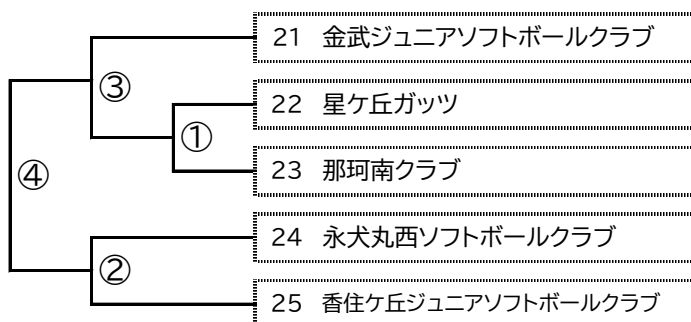 21 金武ジュニアソフトボールクラブ
③
22 星ケ丘ガッツ
①
23 那珂南クラブ
④
24 永犬丸西ソフトボールクラブ
②
25 香住ケ丘ジュニアソフトボールクラブ